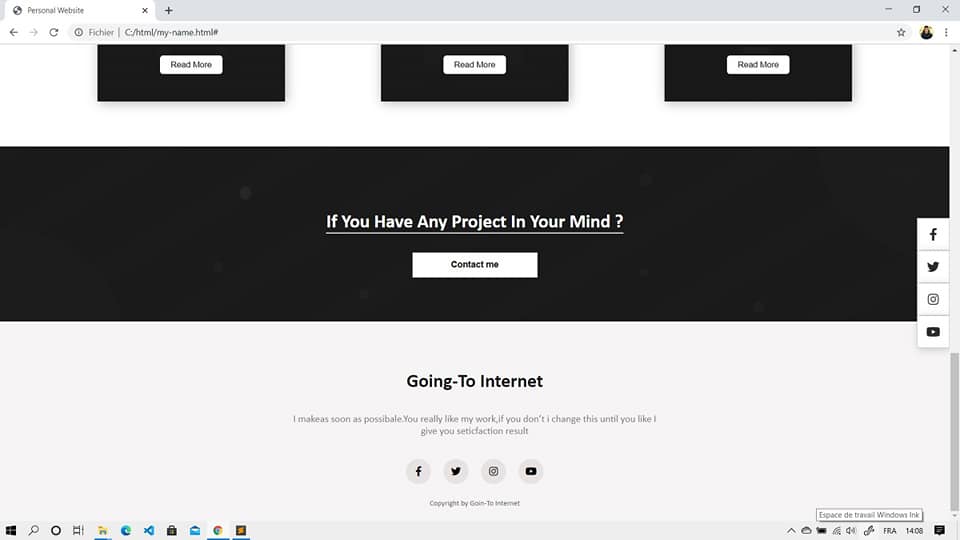 Personal Website
Fichier | C:/html/my-name.html#
Read More
Read More
Read More
If You Have Any Project In Your Mind ?
Contact me
Going-To Internet
I makeas soon as possibale.You really like my work,if you don't i change this until you like I
give you seticfaction result
Copyright by Goin-To Internet
Espace de travail Windows Ink
FRA
14:08